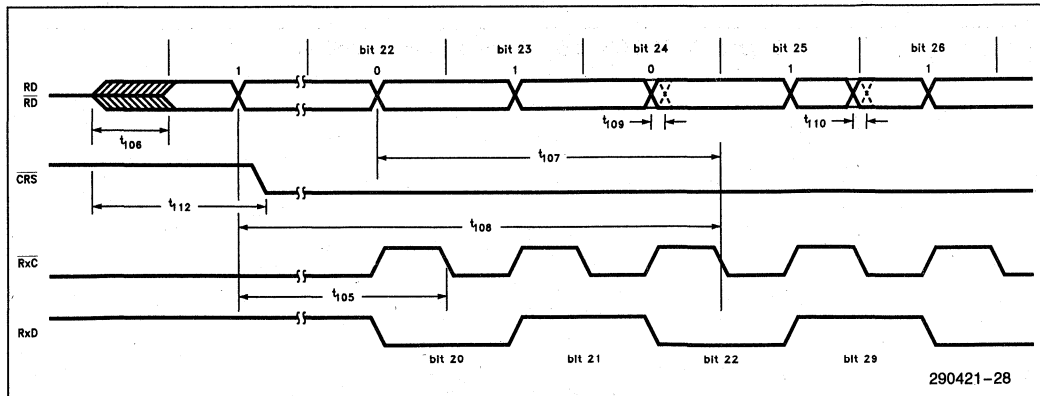 bit 22 bit 23 bit 24 bit 25 bit 26
1 0 1 0 1 1
RD
RD
t109 t110
t106
t107
CRS
t112
t108
RxC
t105
RxD
bit 20 bit 21 bit 22 bit 29
290421–28